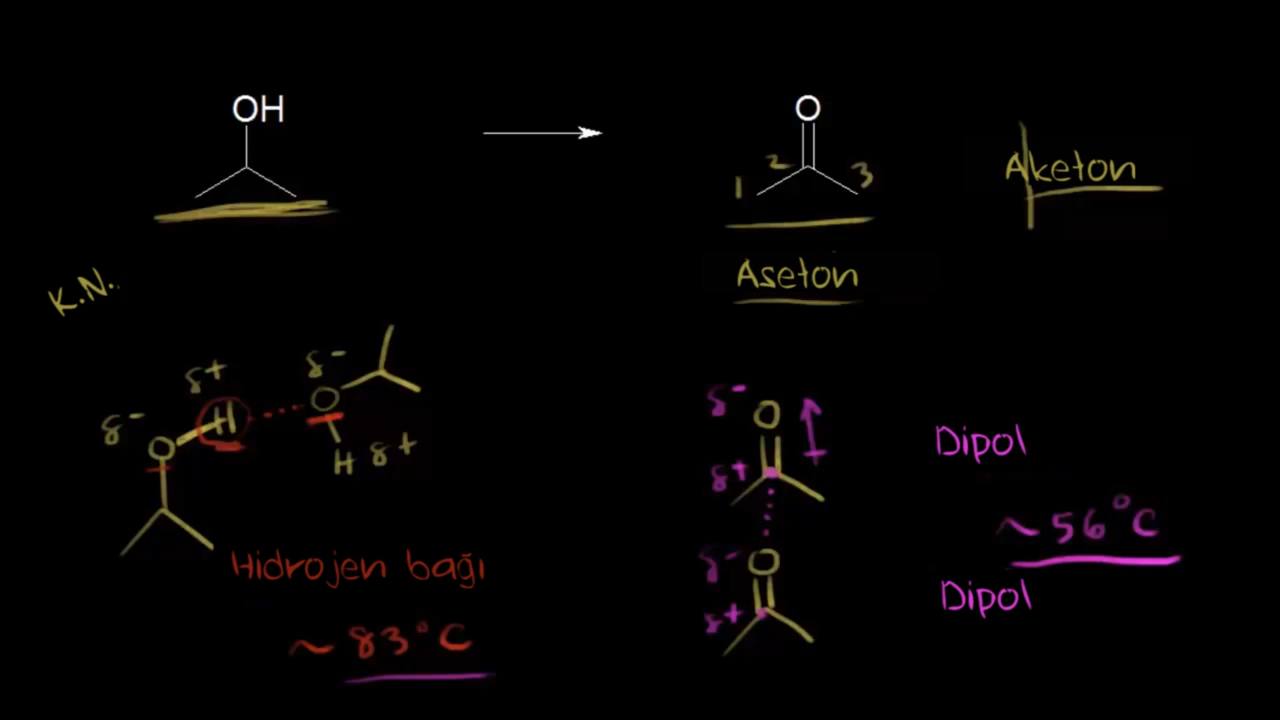 OH
O
1 2 3
Aketon
Aseton
K.N.
δ- δ+ δ-
O H O
H δ+
Hidrojen bağı
~ 83°C
δ- O
δ+
Dipol
~ 56°C
δ- O
δ+
Dipol